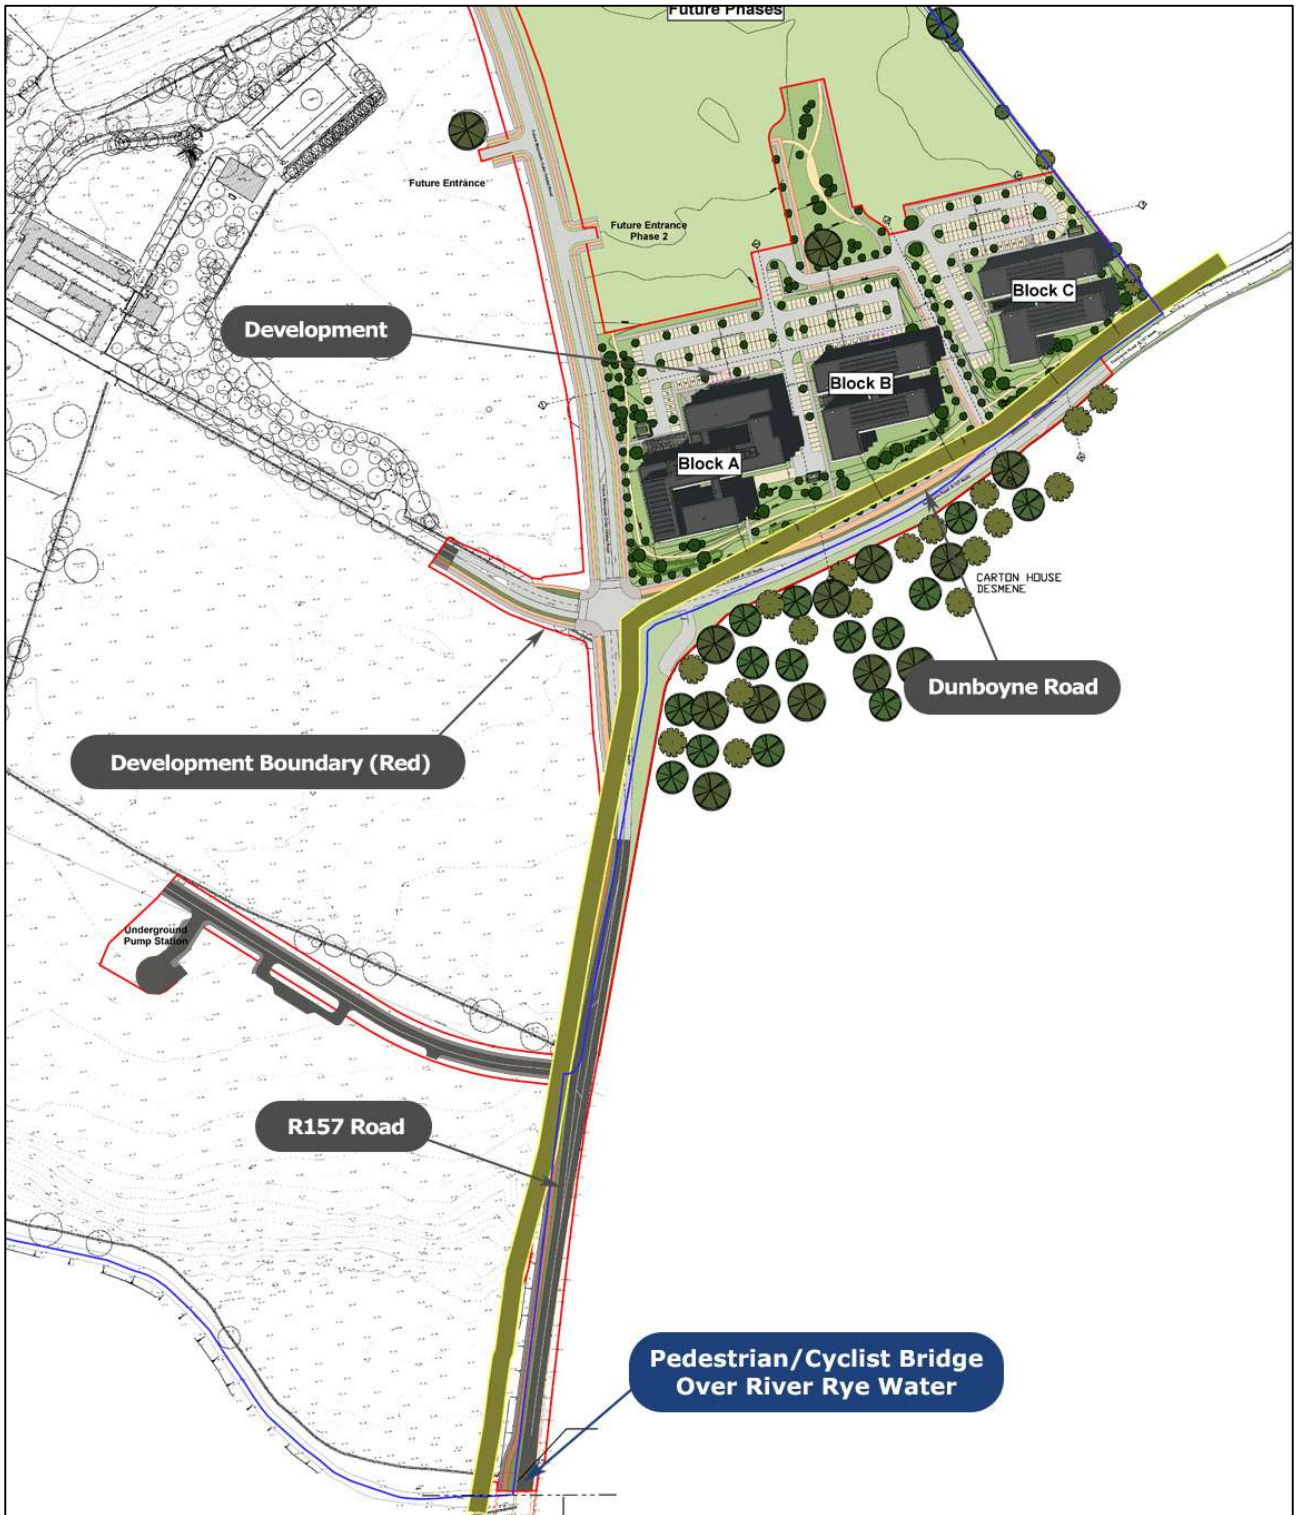 Future Phases
Future Entrance
Future Entrance
Phase 2
Block C
Development
Block B
Block A
CARTON HOUSE
DESMENE
Dunboyne Road
Development Boundary (Red)
Underground
Pump Station
R157 Road
Pedestrian/Cyclist Bridge
Over River Rye Water